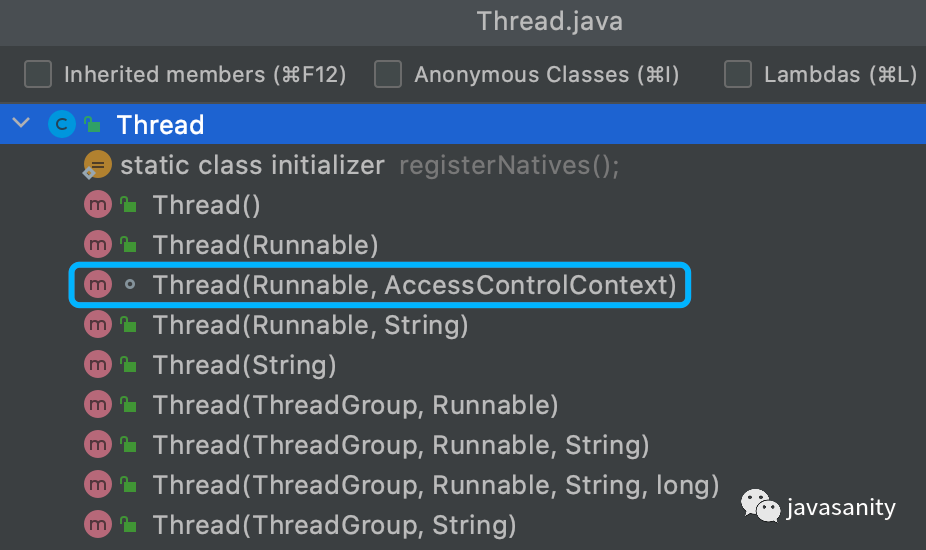 Thread.java
Inherited members (⌘F12) Anonymous Classes (⌘I) Lambdas (⌘L)
C Thread
static class initializer registerNatives();
m Thread()
m Thread(Runnable)
m Thread(Runnable, AccessControlContext)
m Thread(Runnable, String)
m Thread(String)
m Thread(ThreadGroup, Runnable)
m Thread(ThreadGroup, Runnable, String)
m Thread(ThreadGroup, Runnable, String, long)
m Thread(ThreadGroup, String)
javasanity